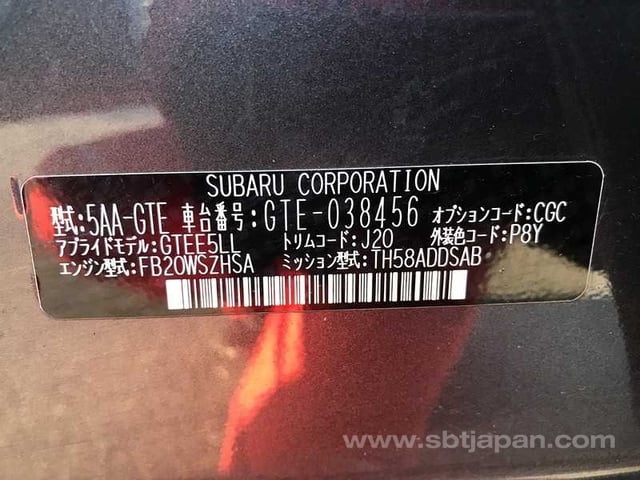 SUBARU CORPORATION
型式:5AA-GTE 車台番号:GTE-038456 オプションコード:CGC
アプライドモデル:GTEE5LL トリムコード:J20 外装色コード:P8Y
エンジン型式:FB20WSZHSA ミッション型式:TH58ADDSAB
www.sbtjapan.com